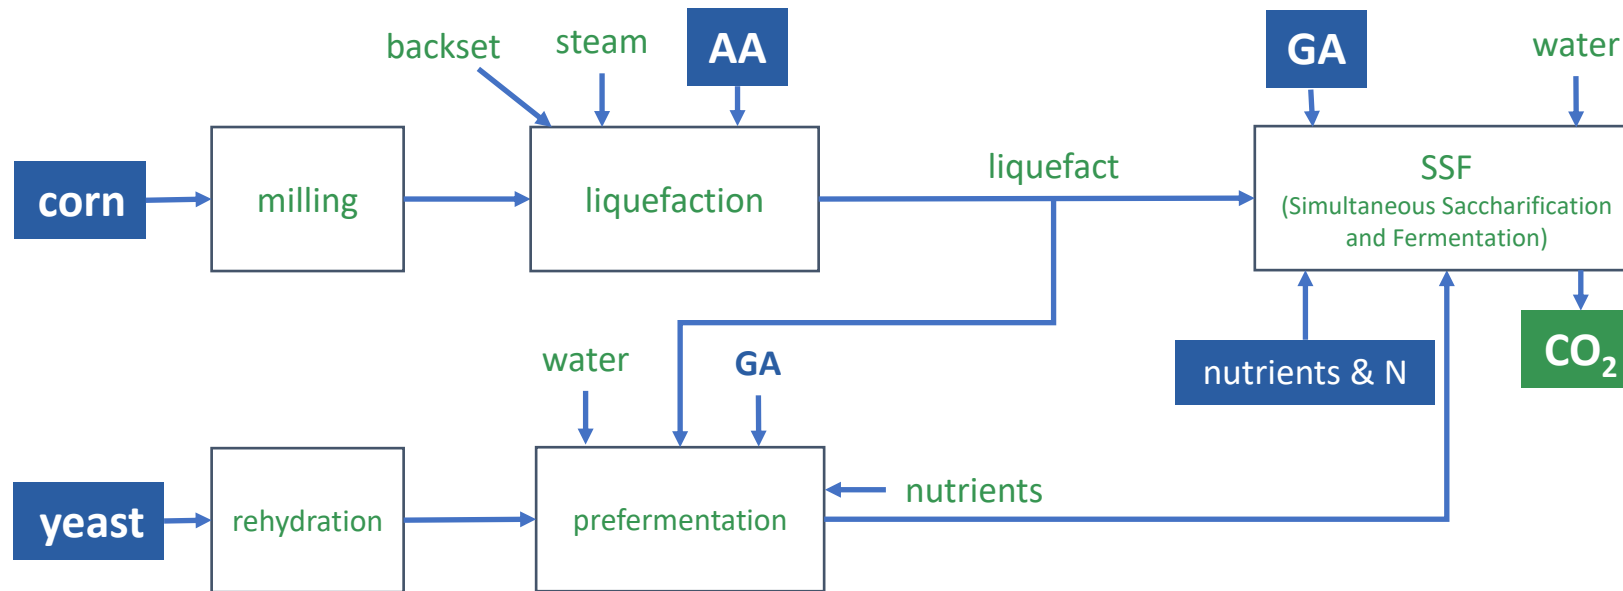 backset
steam
AA
GA
water
corn
milling
liquefaction
liquefact
SSF
(Simultaneous Saccharification
and Fermentation)
water
GA
nutrients & N
CO₂
yeast
rehydration
prefermentation
nutrients